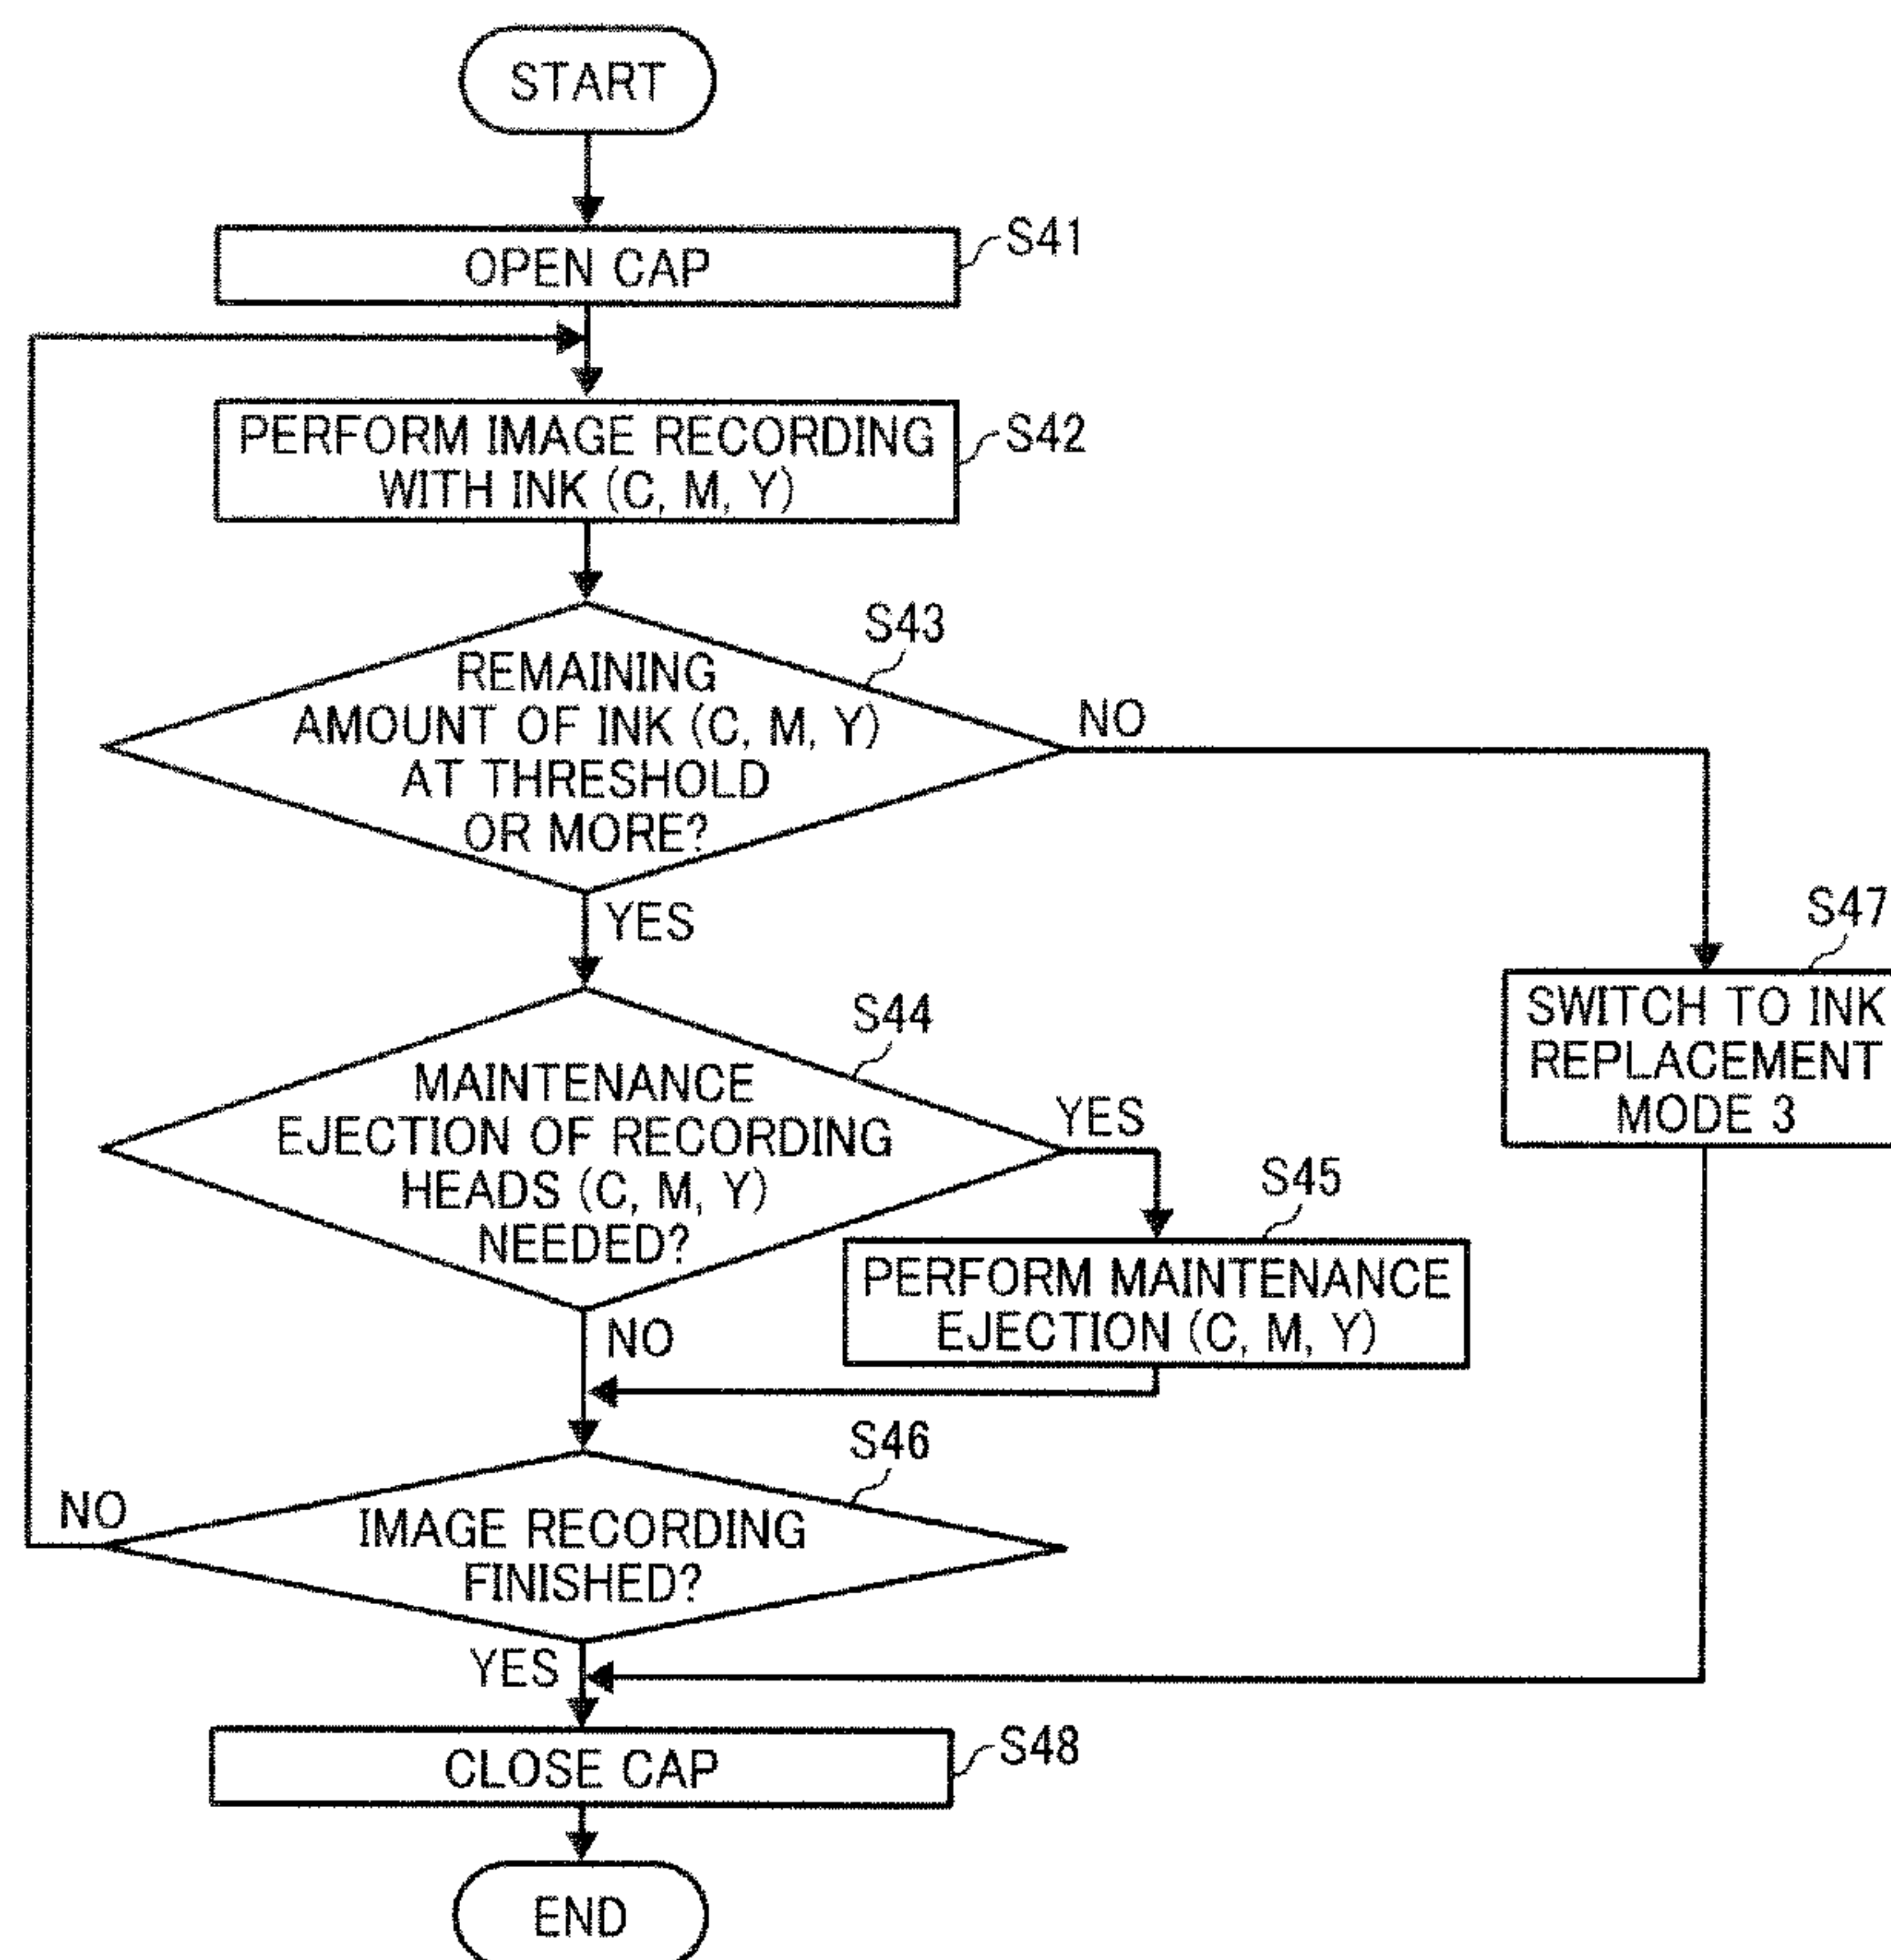 START
OPEN CAP
S41
PERFORM IMAGE RECORDING
WITH INK (C, M, Y)
S42
S43
REMAINING
AMOUNT OF INK (C, M, Y)
AT THRESHOLD
OR MORE?
NO
YES
S47
SWITCH TO INK
REPLACEMENT
MODE 3
S44
MAINTENANCE
EJECTION OF RECORDING
HEADS (C, M, Y)
NEEDED?
YES
S45
PERFORM MAINTENANCE
EJECTION (C, M, Y)
NO
S46
IMAGE RECORDING
FINISHED?
NO
YES
CLOSE CAP
S48
END